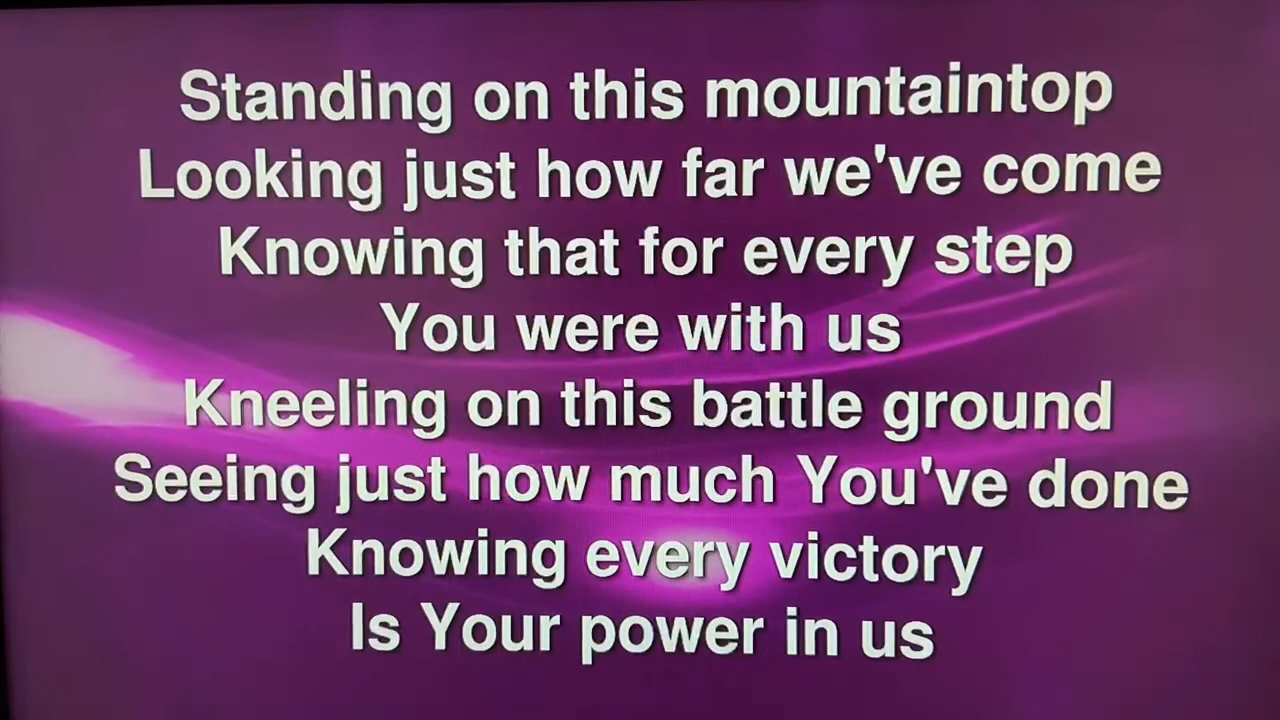 Standing on this mountaintop
Looking just how far we've come
Knowing that for every step
You were with us
Kneeling on this battle ground
Seeing just how much You've done
Knowing every victory
Is Your power in us